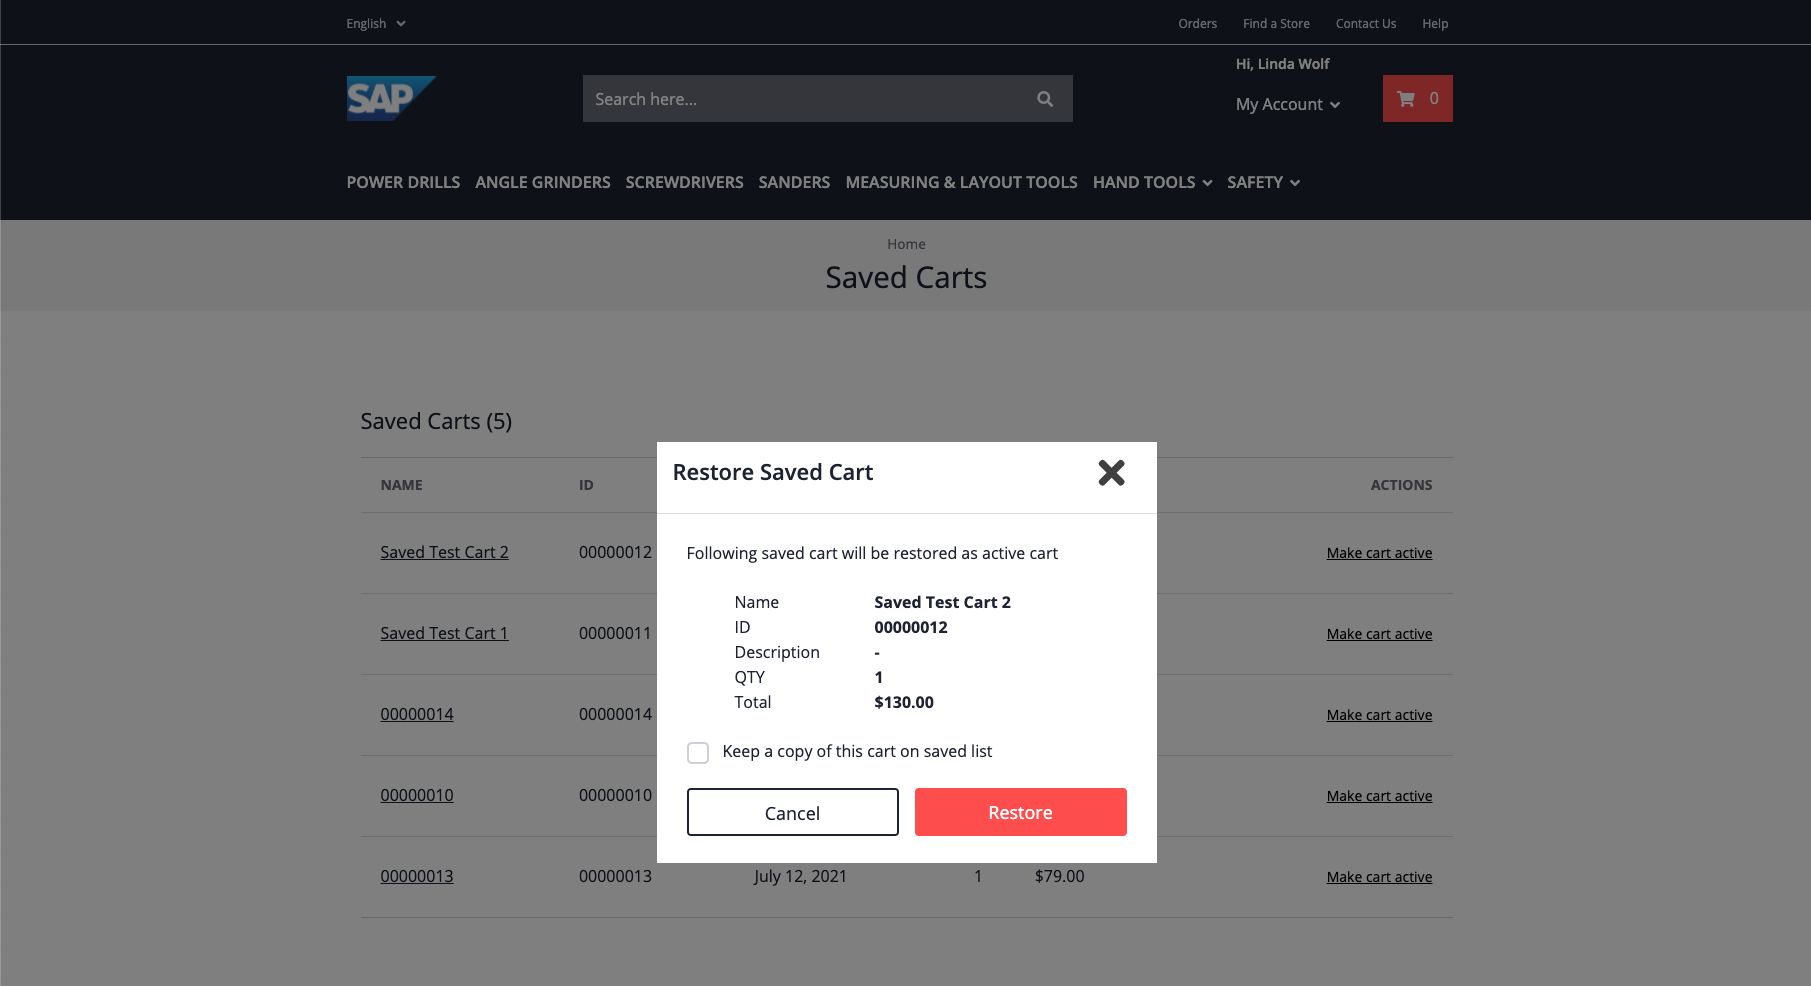 English
Orders Find a Store Contact Us Help
Hi, Linda Wolf
SAP
Search here...
My Account
0
POWER DRILLS ANGLE GRINDERS SCREWDRIVERS SANDERS MEASURING & LAYOUT TOOLS HAND TOOLS SAFETY
Home
Saved Carts
Saved Carts (5)
NAME ID ACTIONS
Saved Test Cart 2 00000012 Make cart active
Saved Test Cart 1 00000011 Make cart active
00000014 00000014 Make cart active
00000010 00000010 Make cart active
00000013 00000013 July 12, 2021 1 $79.00 Make cart active
Restore Saved Cart
Following saved cart will be restored as active cart
Name Saved Test Cart 2
ID 00000012
Description -
QTY 1
Total $130.00
Keep a copy of this cart on saved list
Cancel Restore